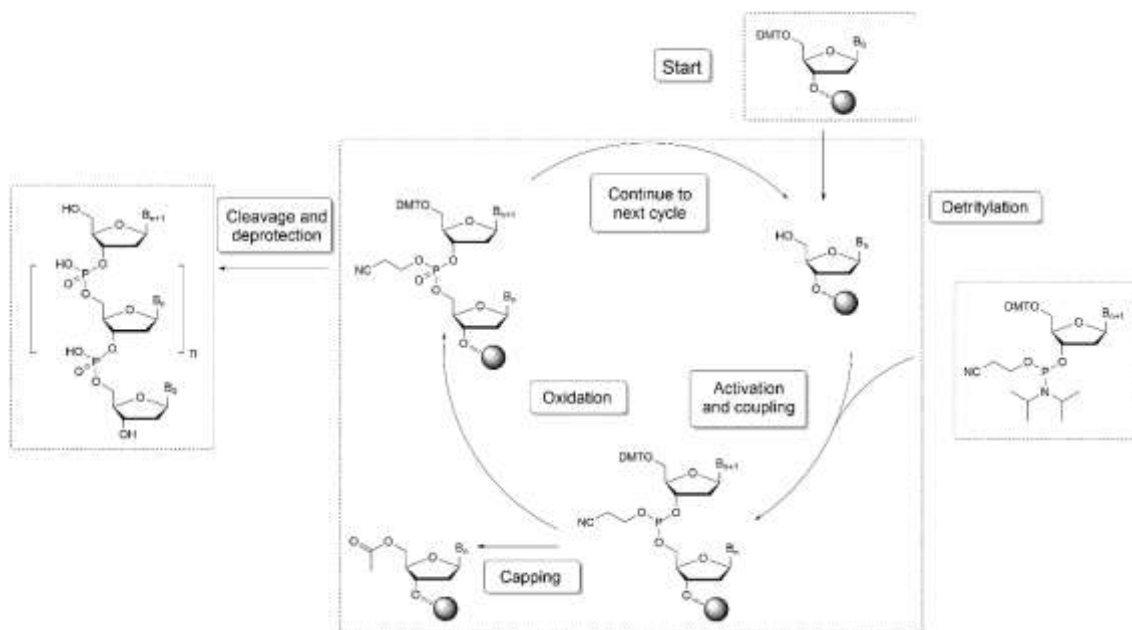 Start
DMTO
O
B₀
O
Continue to
next cycle
Detritylation
HO
O
Bₙ
O
DMTO
O
Bₙ₊₁
NC
O
O
P
N
Activation
and coupling
DMTO
O
Bₙ₊₁
NC
O
P
O
O
O
Bₙ
O
Capping
O
O
O
Bₙ
O
Oxidation
DMTO
O
Bₙ₊₁
NC
O
O
P
O
O
O
Bₙ
O
Cleavage and
deprotection
HO
O
Bₙ₊₁
O
HO
P
O
O
O
Bₙ
O
HO
P
O
O
n
O
B₀
OH